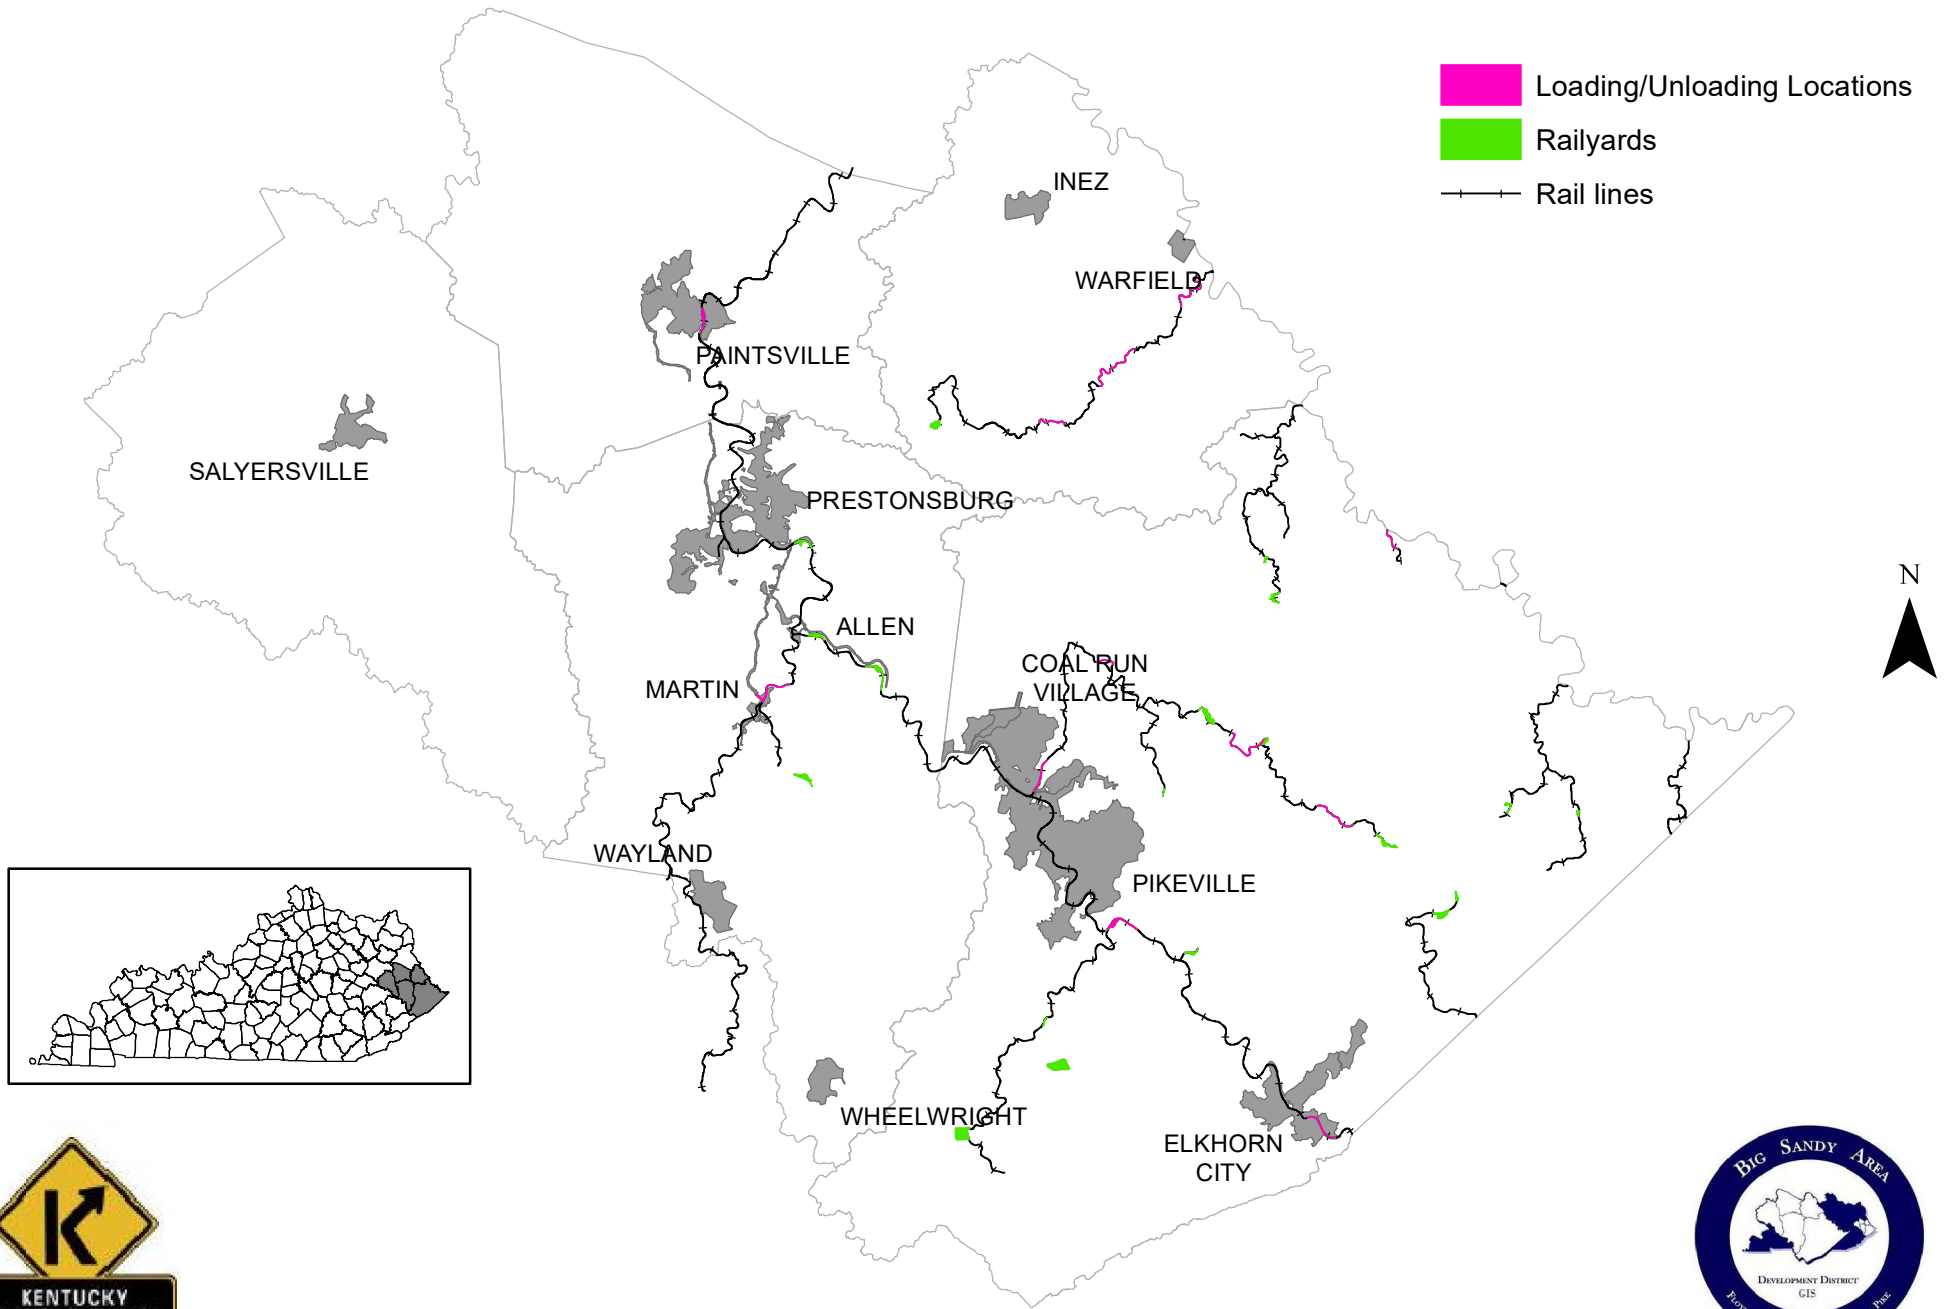 Loading/Unloading Locations
Railyards
Rail lines
INEZ
WARFIELD
PAINTSVILLE
SALYERSVILLE
PRESTONSBURG
N
ALLEN
COAL RUN
VILLAGE
MARTIN
WAYLAND
PIKEVILLE
WHEELWRIGHT
ELKHORN
CITY
K
KENTUCKY
BIG SANDY AREA
DEVELOPMENT DISTRICT
GIS
PIKE